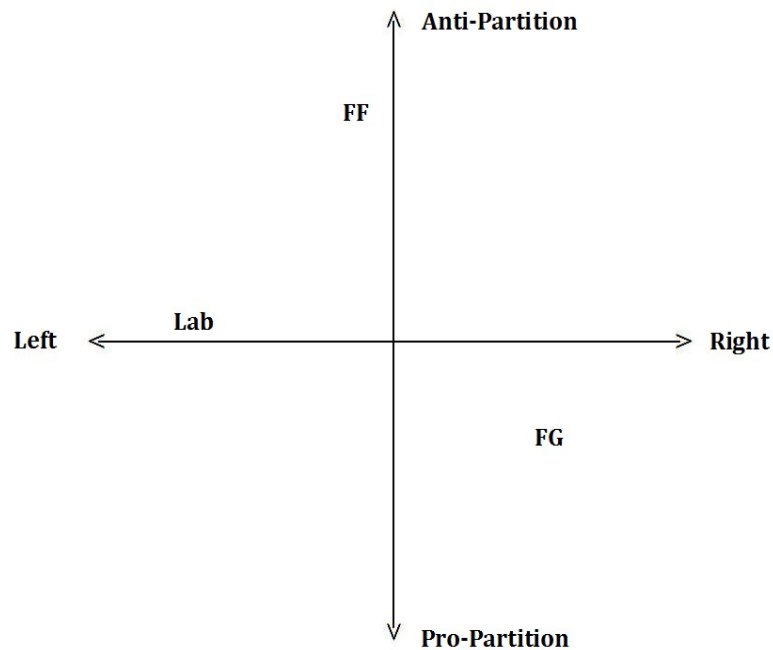 Anti-Partition
FF
Lab
Left
Right
FG
Pro-Partition